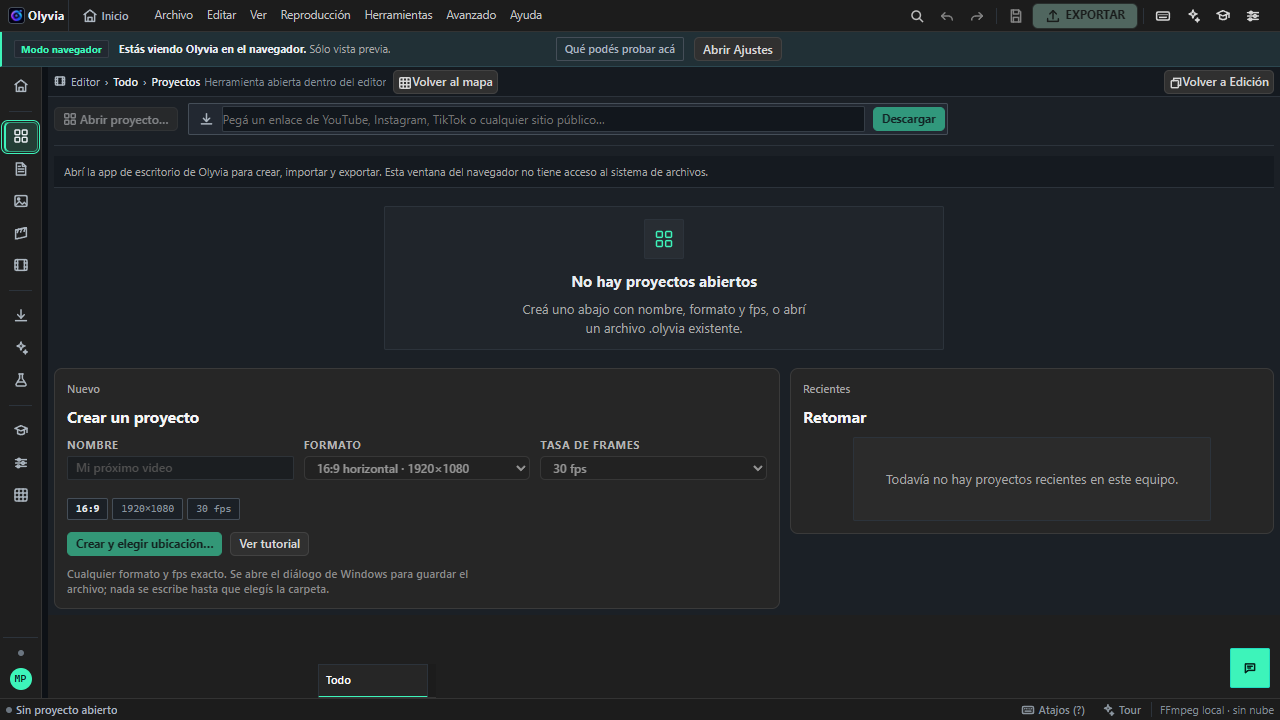 Olyvia
Inicio
Archivo Editar Ver Reproducción Herramientas Avanzado Ayuda
EXPORTAR
Modo navegador
Estás viendo Olyvia en el navegador. Sólo vista previa.
Qué podés probar acá
Abrir Ajustes
Editor › Todo › Proyectos Herramienta abierta dentro del editor
Volver al mapa
Volver a Edición
Abrir proyecto...
Pegá un enlace de YouTube, Instagram, TikTok o cualquier sitio público...
Descargar
Abrí la app de escritorio de Olyvia para crear, importar y exportar. Esta ventana del navegador no tiene acceso al sistema de archivos.
No hay proyectos abiertos
Creá uno abajo con nombre, formato y fps, o abrí
un archivo .olyvia existente.
Nuevo
Crear un proyecto
NOMBRE
FORMATO
TASA DE FRAMES
Mi próximo video
16:9 horizontal · 1920×1080
30 fps
16:9
1920×1080
30 fps
Crear y elegir ubicación...
Ver tutorial
Cualquier formato y fps exacto. Se abre el diálogo de Windows para guardar el
archivo; nada se escribe hasta que elegís la carpeta.
Recientes
Retomar
Todavía no hay proyectos recientes en este equipo.
Todo
MP
Sin proyecto abierto
Atajos (?)
Tour
FFmpeg local · sin nube